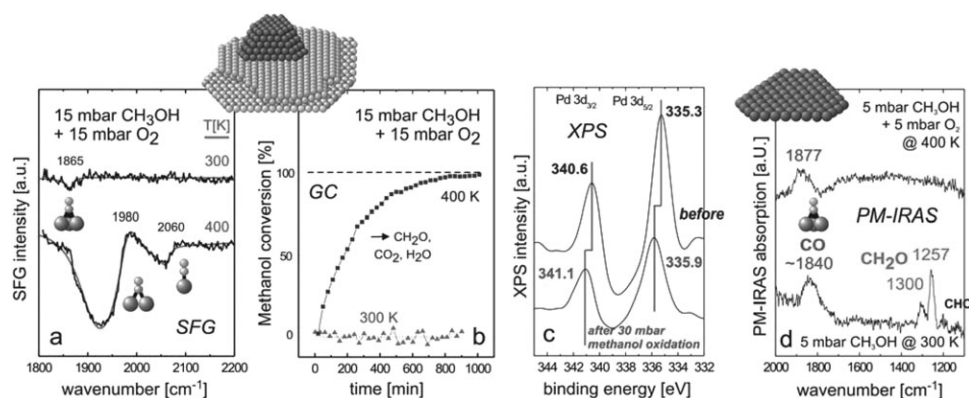 15 mbar CH₃OH
+ 15 mbar O₂
T[K]
1865
300
1980
2060
400
a
SFG
SFG intensity [a.u.]
1800 1900 2000 2100 2200
wavenumber [cm⁻¹]
15 mbar CH₃OH
+ 15 mbar O₂
100
GC
400 K
→ CH₂O,
CO₂, H₂O
50
300 K
0
b
Methanol conversion [%]
0 200 400 600 800 1000
time [min]
Pd 3d3/2
Pd 3d5/2
335.3
XPS
340.6
before
341.1
335.9
after 30 mbar
methanol oxidation
c
XPS intensity [a.u.]
344 342 340 338 336 334 332
binding energy [eV]
5 mbar CH₃OH
+ 5 mbar O₂
@ 400 K
1877
PM-IRAS
CO
~1840
CH₂O
1257
1300
CHO
d
5 mbar CH₃OH @ 300 K
PM-IRAS absorption [a.U.]
2000 1800 1600 1400 1200
wavenumber [cm⁻¹]